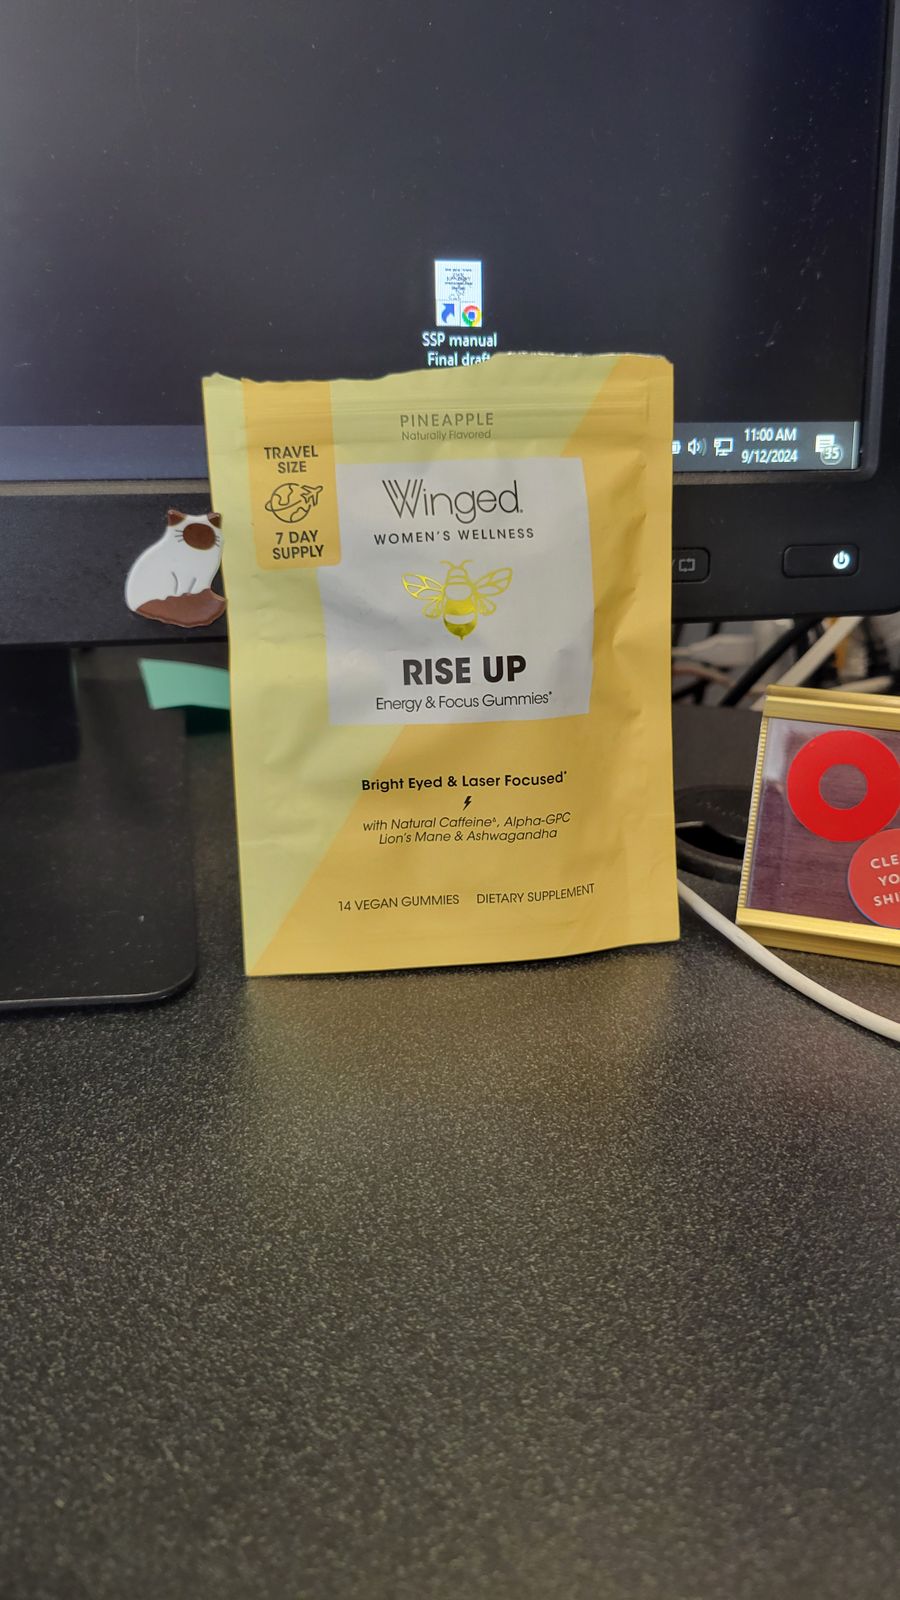 SSP manual
Final draft
PINEAPPLE
Naturally Flavored
TRAVEL
SIZE
7 DAY
SUPPLY
Winged
WOMEN'S WELLNESS
RISE UP
Energy & Focus Gummies*
Bright Eyed & Laser Focused*
with Natural Caffeine^, Alpha-GPC
Lion's Mane & Ashwagandha
14 VEGAN GUMMIES DIETARY SUPPLEMENT
11:00 AM
9/12/2024
35
CLE
YO
SHI